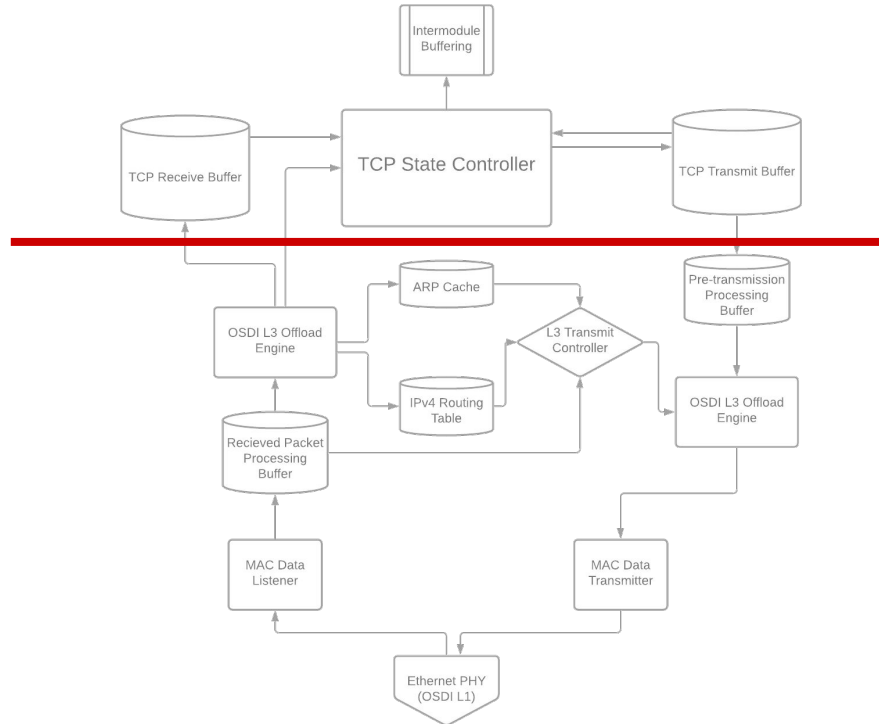 Intermodule
Buffering
TCP Receive Buffer
TCP State Controller
TCP Transmit Buffer
ARP Cache
Pre-transmission
Processing
Buffer
OSDI L3 Offload
Engine
L3 Transmit
Controller
IPv4 Routing
Table
OSDI L3 Offload
Engine
Recieved Packet
Processing
Buffer
MAC Data
Listener
MAC Data
Transmitter
Ethernet PHY
(OSDI L1)